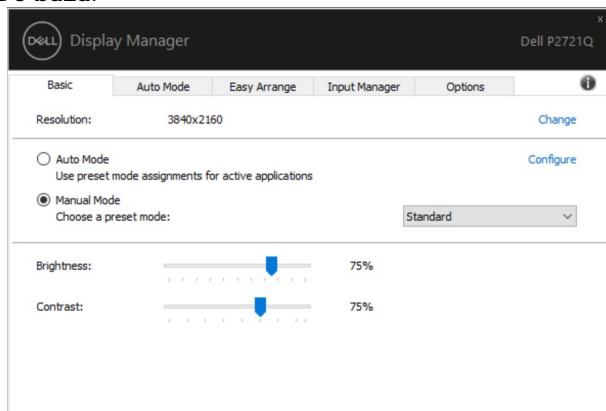 DELL Display Manager
Dell P2721Q
Basic Auto Mode Easy Arrange Input Manager Options
Resolution: 3840x2160 Change
Auto Mode Configure
Use preset mode assignments for active applications
Manual Mode
Choose a preset mode: Standard
Brightness: 75%
Contrast: 75%